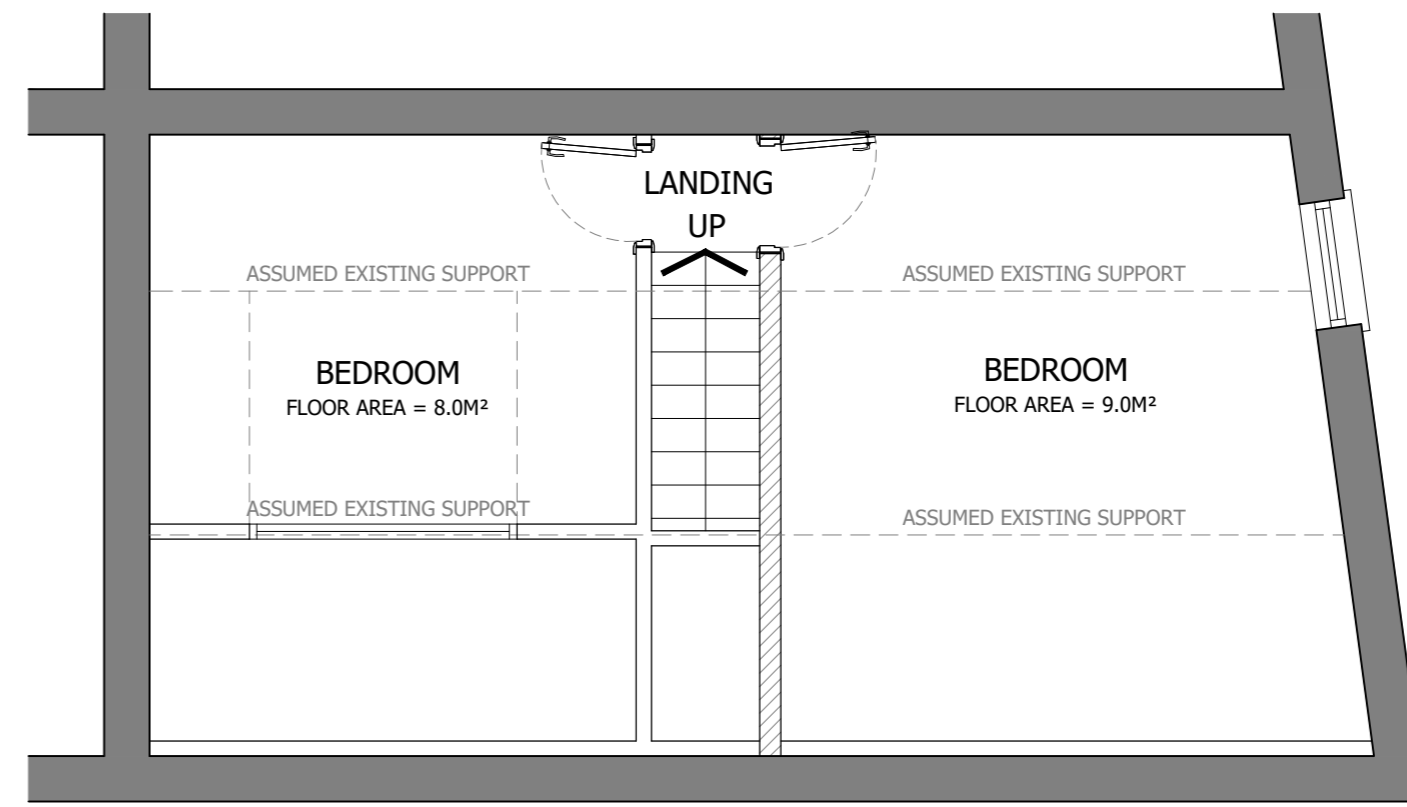 LANDING
UP
ASSUMED EXISTING SUPPORT
ASSUMED EXISTING SUPPORT
BEDROOM
FLOOR AREA = 8.0M²
BEDROOM
FLOOR AREA = 9.0M²
ASSUMED EXISTING SUPPORT
ASSUMED EXISTING SUPPORT